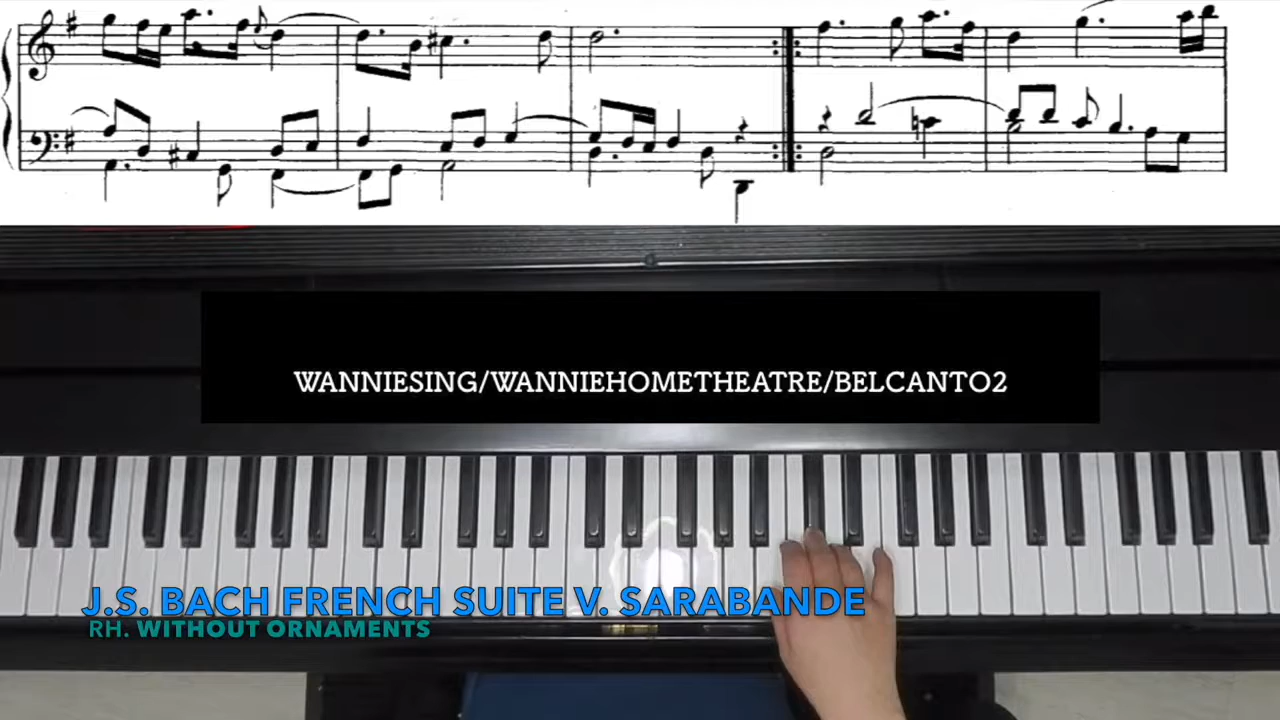 WANNIESING/WANNIEHOMETHEATRE/BELCANTO2
J.S. BACH FRENCH SUITE V. SARABANDE
RH. WITHOUT ORNAMENTS